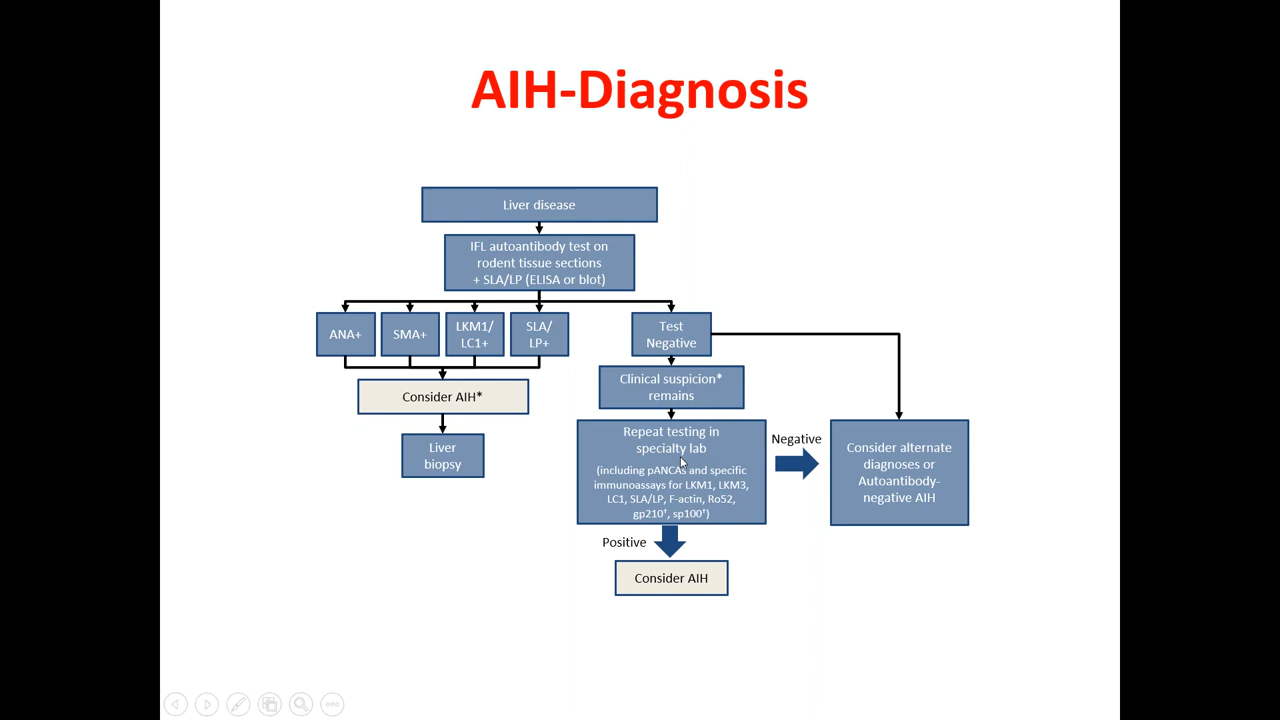 AIH-Diagnosis
Liver disease
IFL autoantibody test on
rodent tissue sections
+ SLA/LP (ELISA or blot)
ANA+
SMA+
LKM1/
LC1+
SLA/
LP+
Test
Negative
Consider AIH*
Liver
biopsy
Clinical suspicion*
remains
Repeat testing in
specialty lab
(including pANCAs and specific
immunoassays for LKM1, LKM3,
LC1, SLA/LP, F-actin, Ro52,
gp210†, sp100†)
Negative
Consider alternate
diagnoses or
Autoantibody-
negative AIH
Positive
Consider AIH